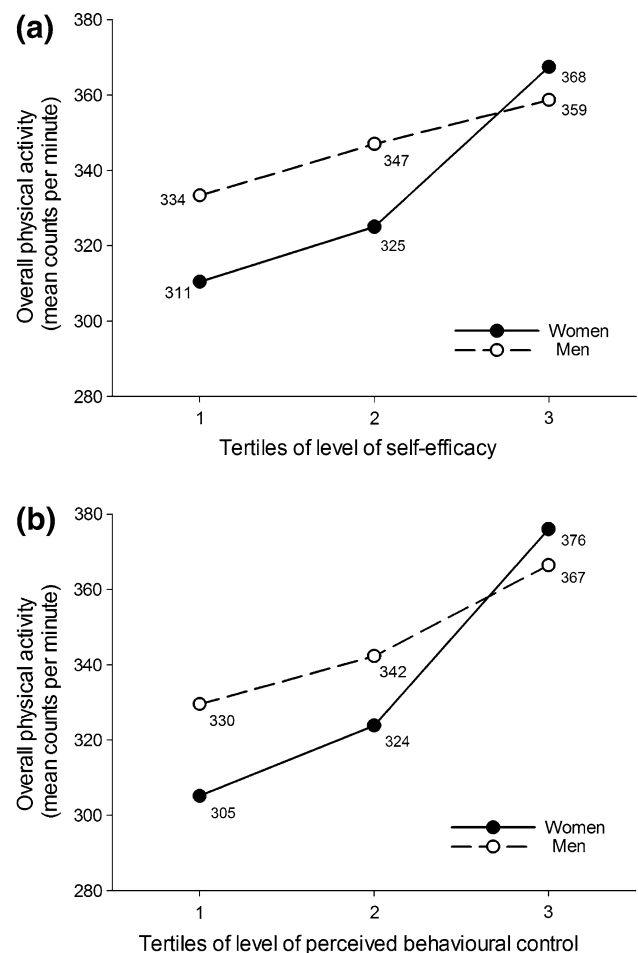 (a)
Overall physical activity
(mean counts per minute)
380
360
340
320
300
280
334
347
359
311
325
368
Women
Men
1 2 3
Tertiles of level of self-efficacy
(b)
Overall physical activity
(mean counts per minute)
380
360
340
320
300
280
330
342
367
305
324
376
Women
Men
1 2 3
Tertiles of level of perceived behavioural control